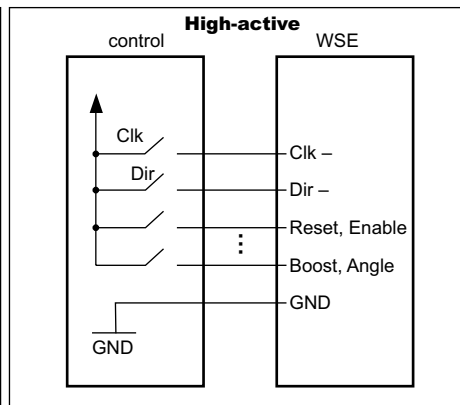 High-active
control WSE
Clk
Clk –
Dir
Dir –
Reset, Enable
Boost, Angle
GND
GND